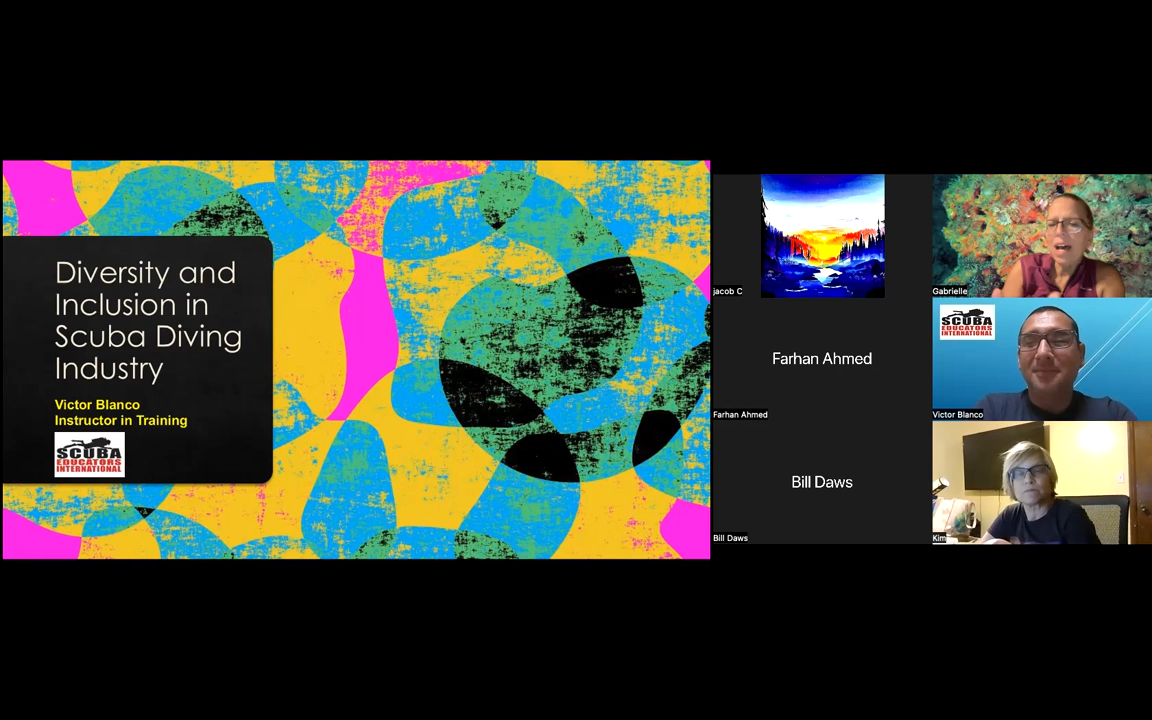 Diversity and
Inclusion in
Scuba Diving
Industry
Victor Blanco
Instructor in Training
SCUBA
EDUCATORS
INTERNATIONAL
jacob C
Gabrielle
Farhan Ahmed
Farhan Ahmed
SCUBA
EDUCATORS
INTERNATIONAL
Victor Blanco
Bill Daws
Bill Daws
Kim